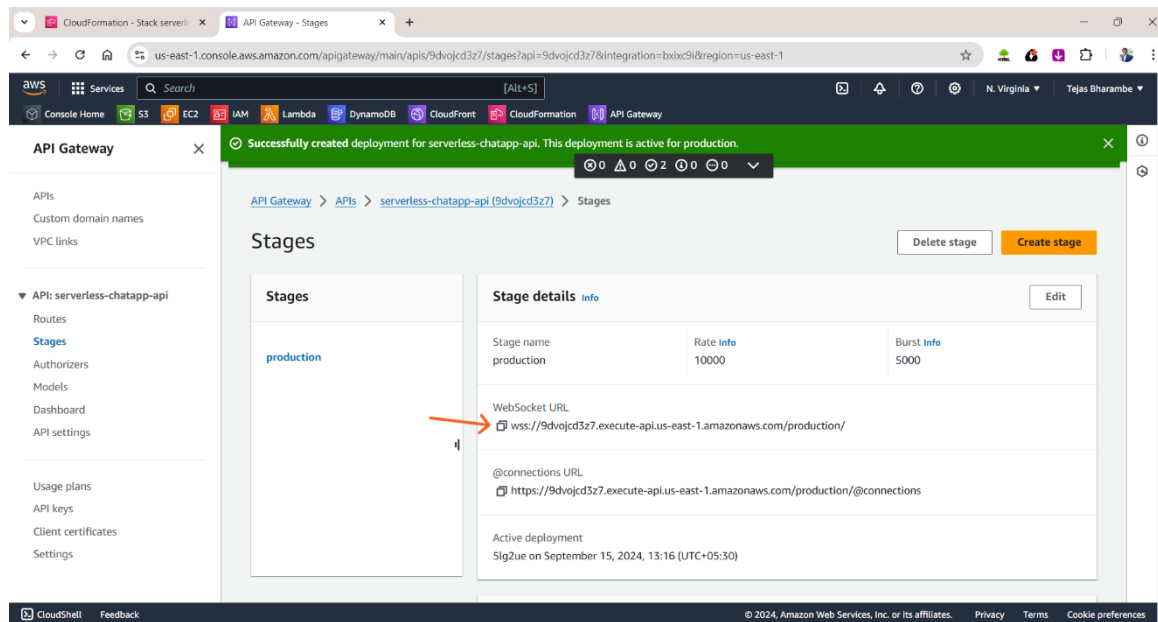 CloudFormation - Stack serverle
API Gateway - Stages
us-east-1.console.aws.amazon.com/apigateway/main/apis/9dvojcd3z7/stages?api=9dvojcd3z7&integration=bxixc9i&region=us-east-1
aws Services Search [Alt+S] N. Virginia Tejas Bharambe
Console Home S3 EC2 IAM Lambda DynamoDB CloudFront CloudFormation API Gateway
API Gateway
Successfully created deployment for serverless-chatapp-api. This deployment is active for production.
0 0 2 0 0
APIs
Custom domain names
VPC links
API: serverless-chatapp-api
Routes
Stages
Authorizers
Models
Dashboard
API settings
Usage plans
API keys
Client certificates
Settings
API Gateway > APIs > serverless-chatapp-api (9dvojcd3z7) > Stages
Stages
Delete stage
Create stage
Stages
production
Stage details Info
Edit
Stage name
production
Rate Info
10000
Burst Info
5000
WebSocket URL
wss://9dvojcd3z7.execute-api.us-east-1.amazonaws.com/production/
@connections URL
https://9dvojcd3z7.execute-api.us-east-1.amazonaws.com/production/@connections
Active deployment
5lg2ue on September 15, 2024, 13:16 (UTC+05:30)
CloudShell Feedback © 2024, Amazon Web Services, Inc. or its affiliates. Privacy Terms Cookie preferences